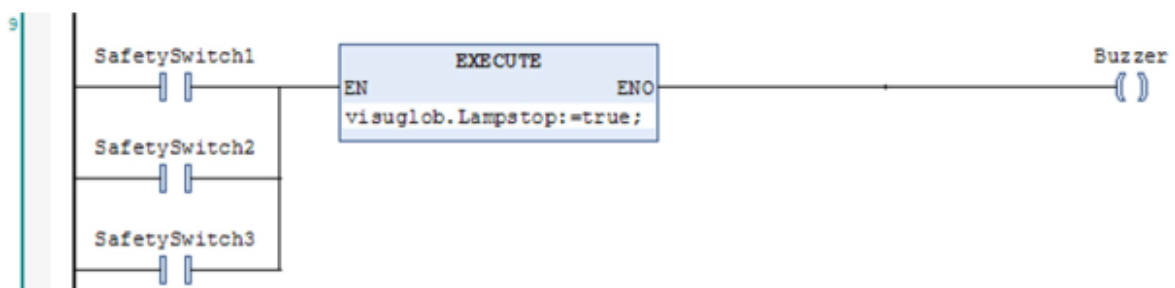 9
SafetySwitch1
EXECUTE
Buzzer
EN ENO
visuglob.Lampstop:=true;
SafetySwitch2
SafetySwitch3